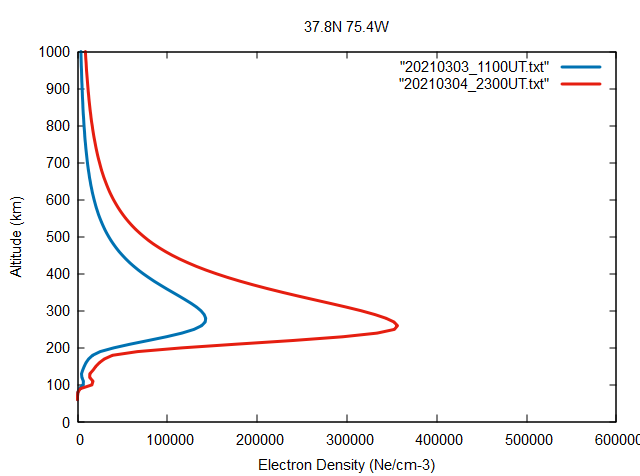 37.8N 75.4W
"20210303_1100UT.txt"
"20210304_2300UT.txt"
1000
900
800
700
600
500
400
300
200
100
0
Altitude (km)
0 100000 200000 300000 400000 500000 600000
Electron Density (Ne/cm-3)